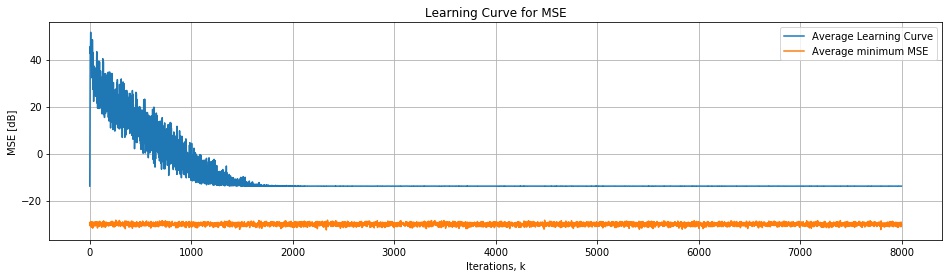 Learning Curve for MSE
Average Learning Curve
Average minimum MSE
MSE [dB]
40
20
0
−20
0
1000
2000
3000
4000
5000
6000
7000
8000
Iterations, k